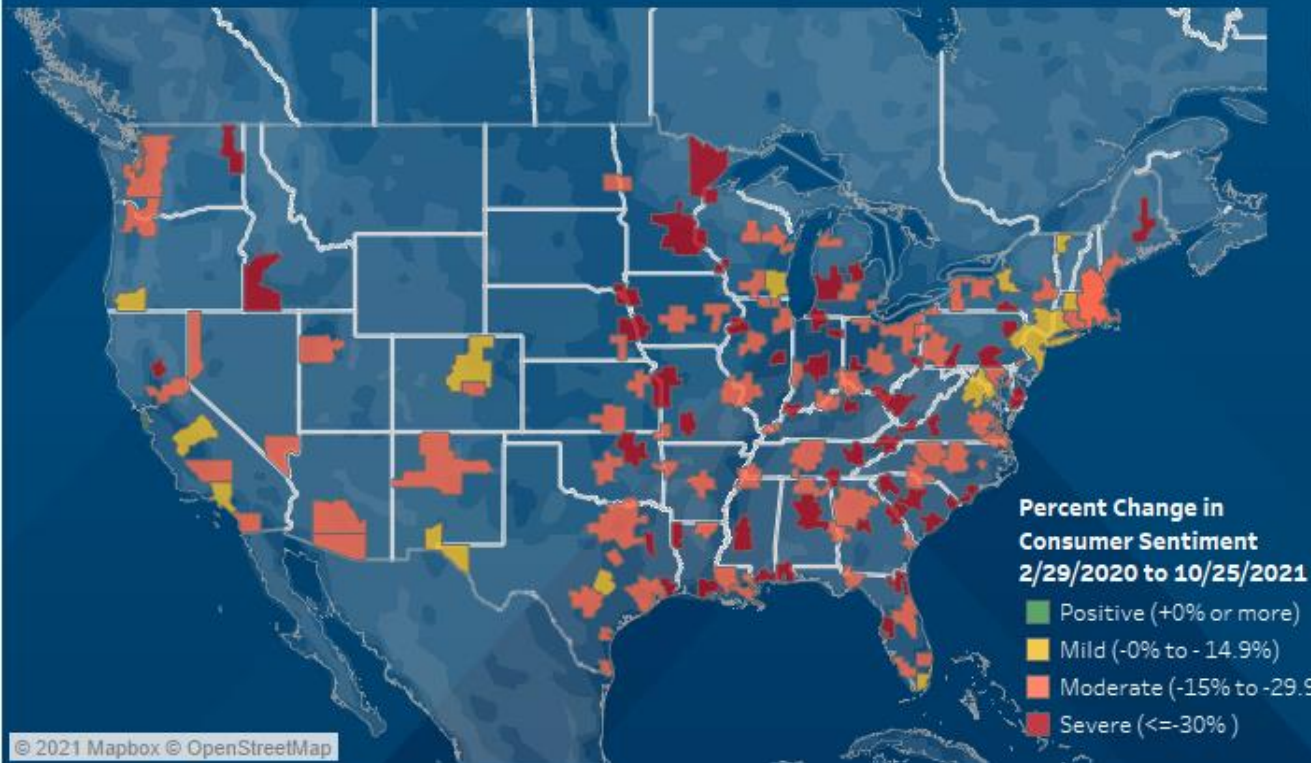 Percent Change in
Consumer Sentiment
2/29/2020 to 10/25/2021
Positive (+0% or more)
Mild (-0% to - 14.9%)
Moderate (-15% to -29.9
Severe (<=-30% )
© 2021 Mapbox © OpenStreetMap